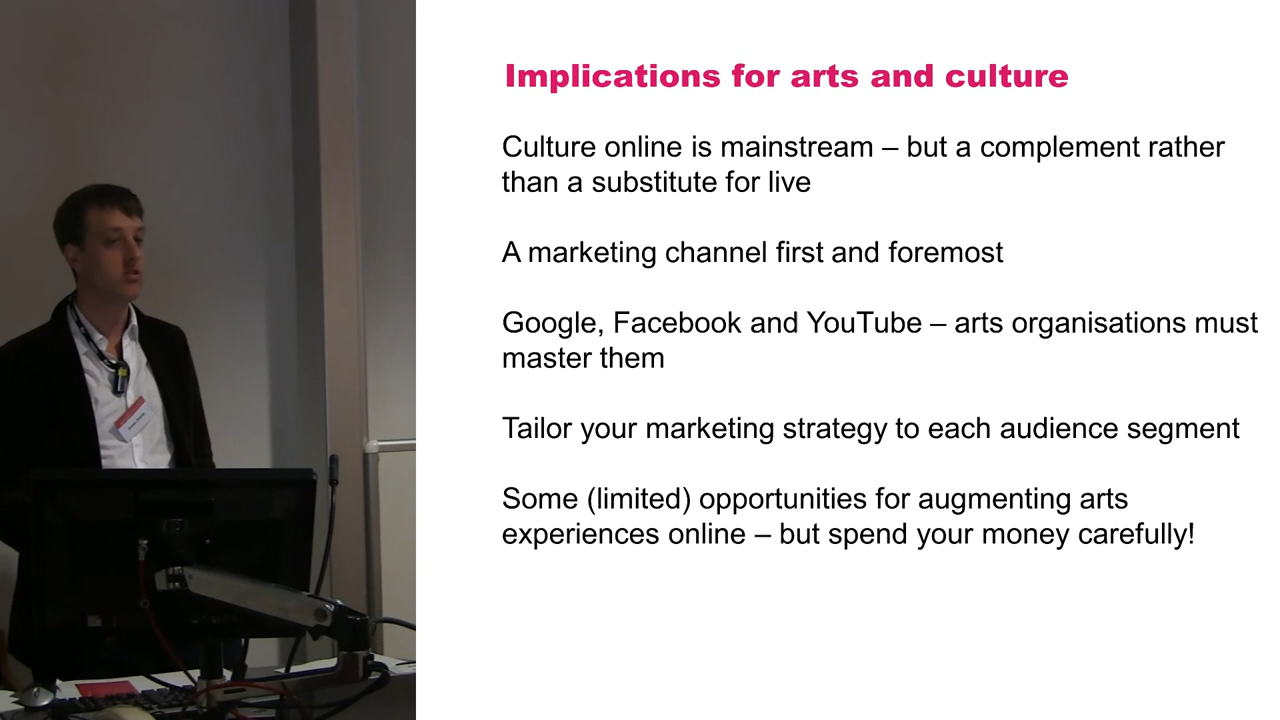 Implications for arts and culture
Culture online is mainstream – but a complement rather
than a substitute for live
A marketing channel first and foremost
Google, Facebook and YouTube – arts organisations must
master them
Tailor your marketing strategy to each audience segment
Some (limited) opportunities for augmenting arts
experiences online – but spend your money carefully!